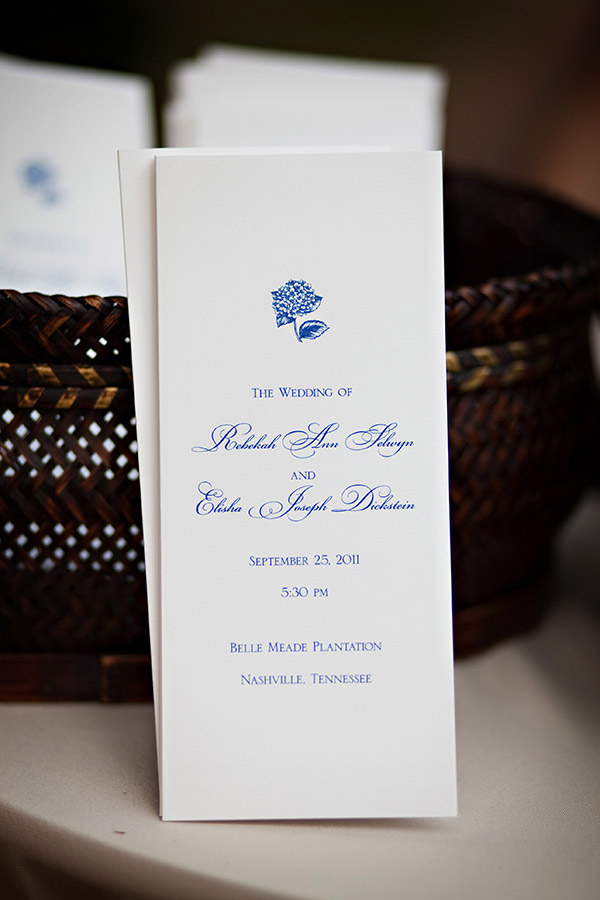 The Wedding of
Rebekah Ann Selwyn
and
Elisha Joseph Dickstein
September 25, 2011
5:30 pm
Belle Meade Plantation
Nashville, Tennessee